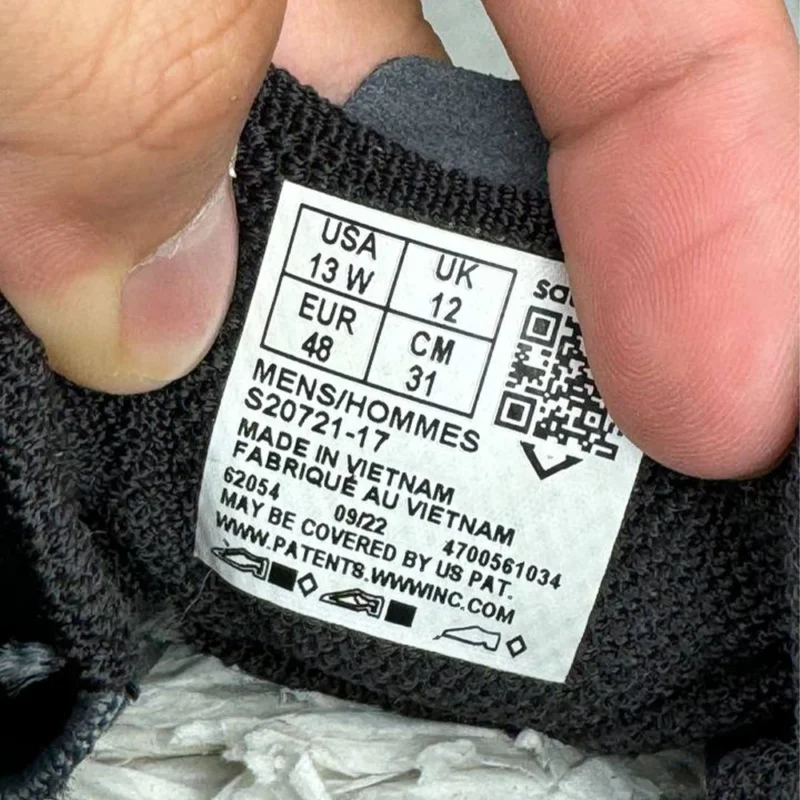 USA
13 W
UK
12
EUR
48
CM
31
MENS/HOMMES
S20721-17
MADE IN VIETNAM
FABRIQUÉ AU VIETNAM
62054 09/22 4700561034
MAY BE COVERED BY US PAT.
WWW.PATENTS.WWWINC.COM